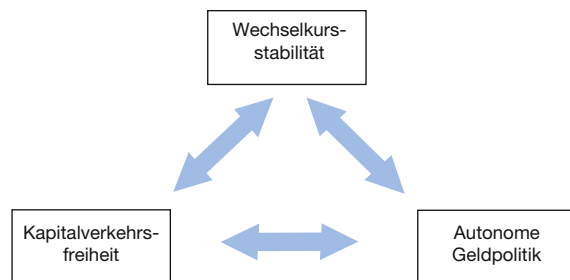 Wechselkurs-
stabilität
Kapitalverkehrs-
freiheit
Autonome
Geldpolitik